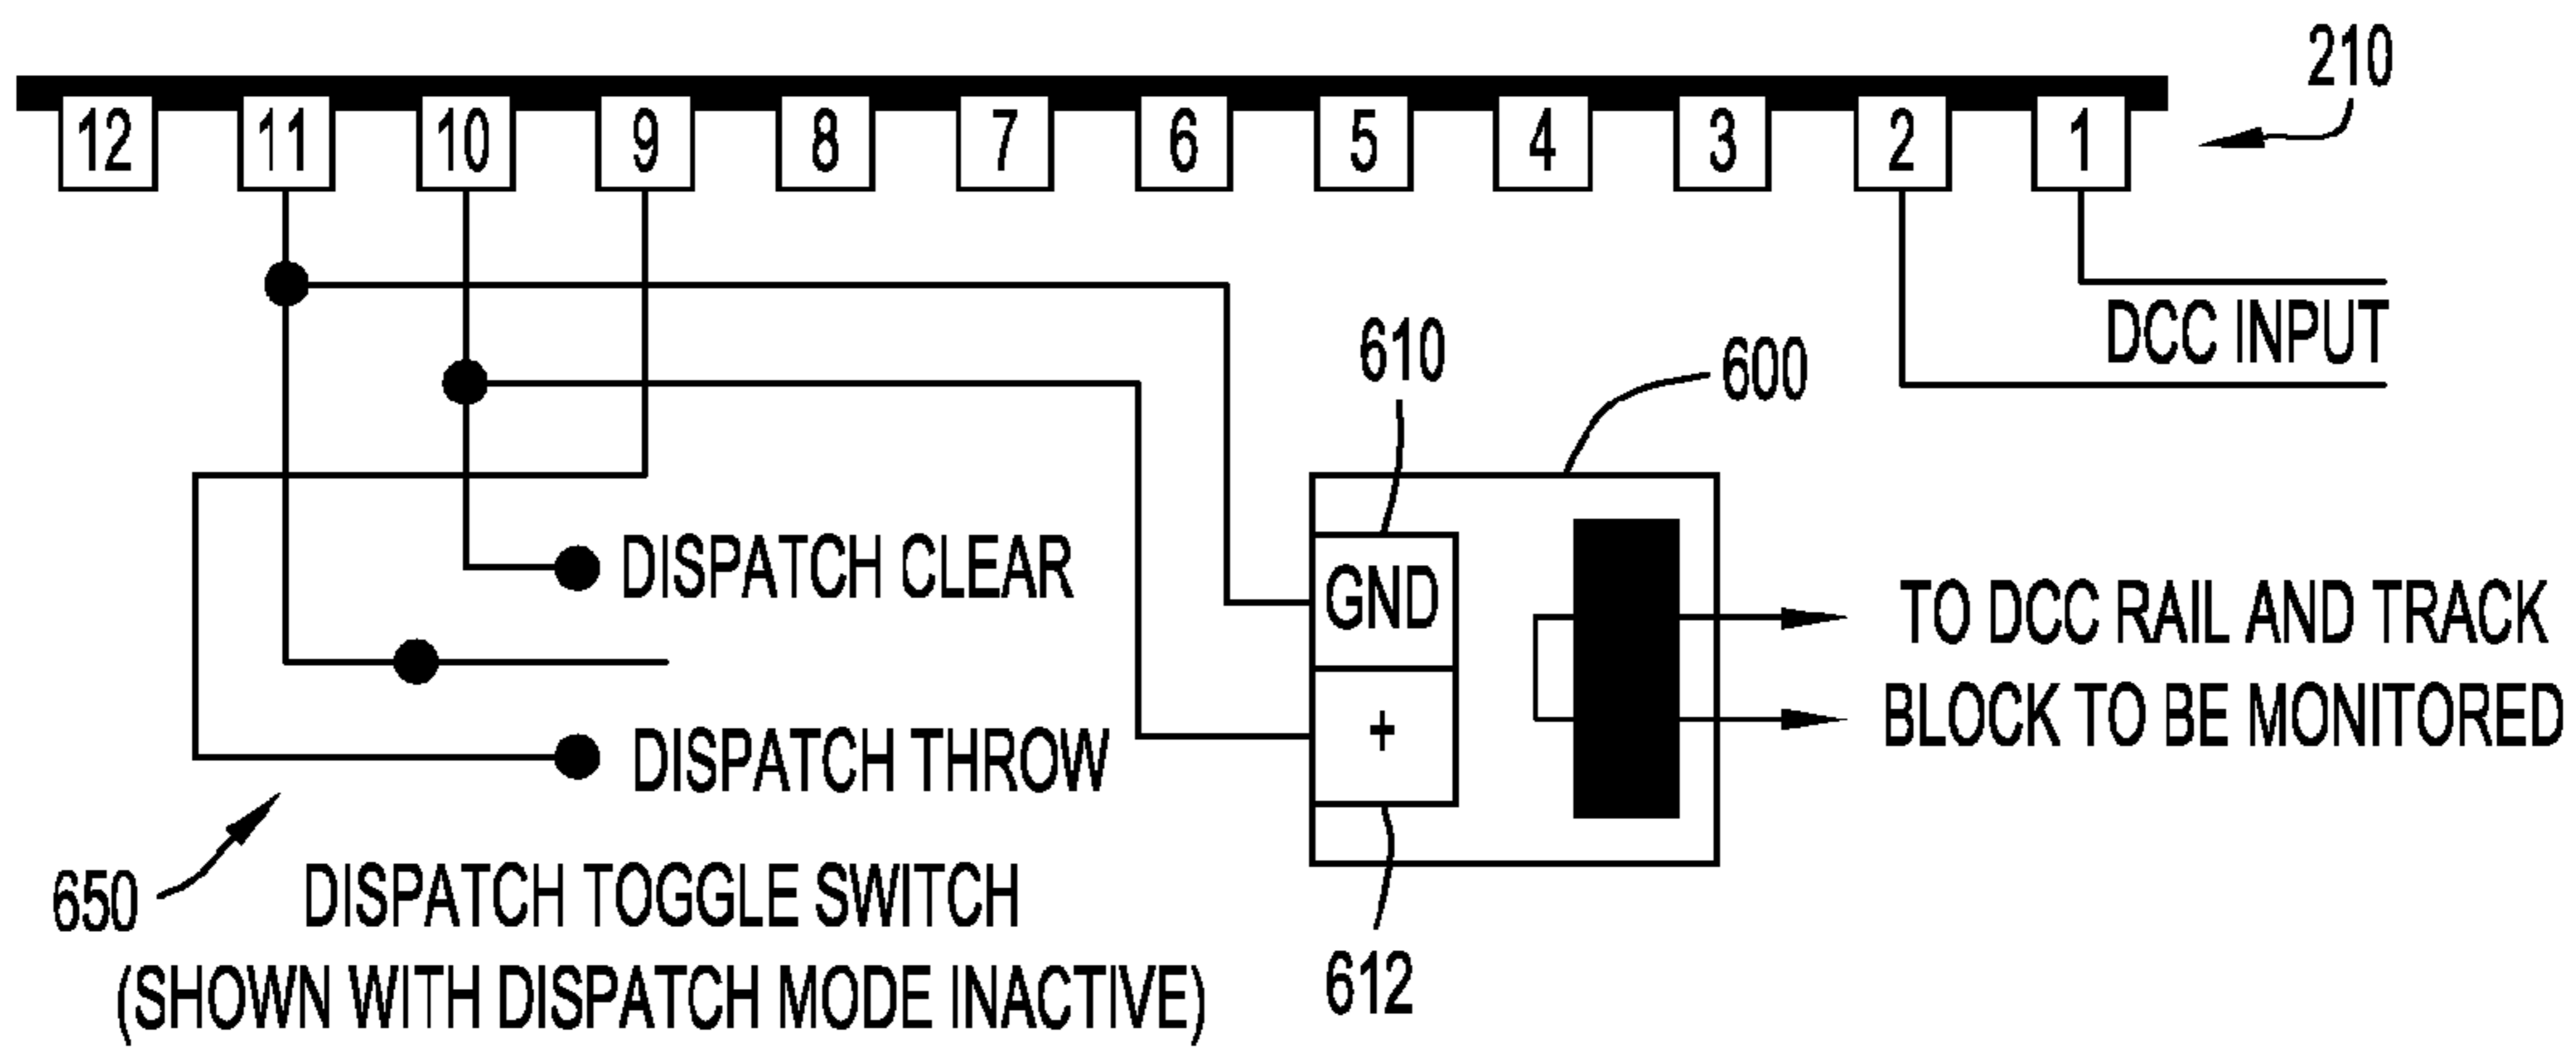 210
12 11 10 9 8 7 6 5 4 3 2 1
DCC INPUT
610
600
GND
+
DISPATCH CLEAR
DISPATCH THROW
TO DCC RAIL AND TRACK
BLOCK TO BE MONITORED
650
DISPATCH TOGGLE SWITCH
(SHOWN WITH DISPATCH MODE INACTIVE)
612